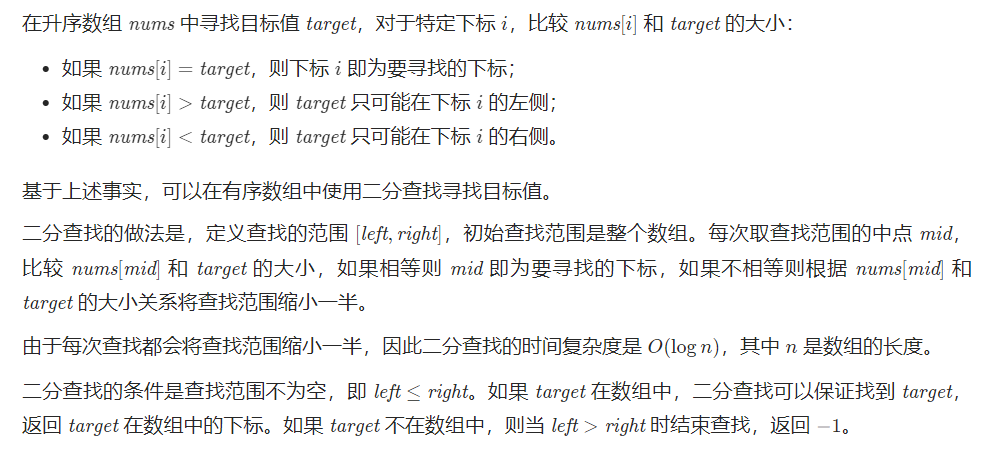 在升序数组 nums 中寻找目标值 target，对于特定下标 i，比较 nums[i] 和 target 的大小：
• 如果 nums[i] = target，则下标 i 即为要寻找的下标；
• 如果 nums[i] > target，则 target 只可能在下标 i 的左侧；
• 如果 nums[i] < target，则 target 只可能在下标 i 的右侧。
基于上述事实，可以在有序数组中使用二分查找寻找目标值。
二分查找的做法是，定义查找的范围 [left, right]，初始查找范围是整个数组。每次取查找范围的中点 mid，
比较 nums[mid] 和 target 的大小，如果相等则 mid 即为要寻找的下标，如果不相等则根据 nums[mid] 和
target 的大小关系将查找范围缩小一半。
由于每次查找都会将查找范围缩小一半，因此二分查找的时间复杂度是 O(log n)，其中 n 是数组的长度。
二分查找的条件是查找范围不为空，即 left ≤ right。如果 target 在数组中，二分查找可以保证找到 target，
返回 target 在数组中的下标。如果 target 不在数组中，则当 left > right 时结束查找，返回 −1。